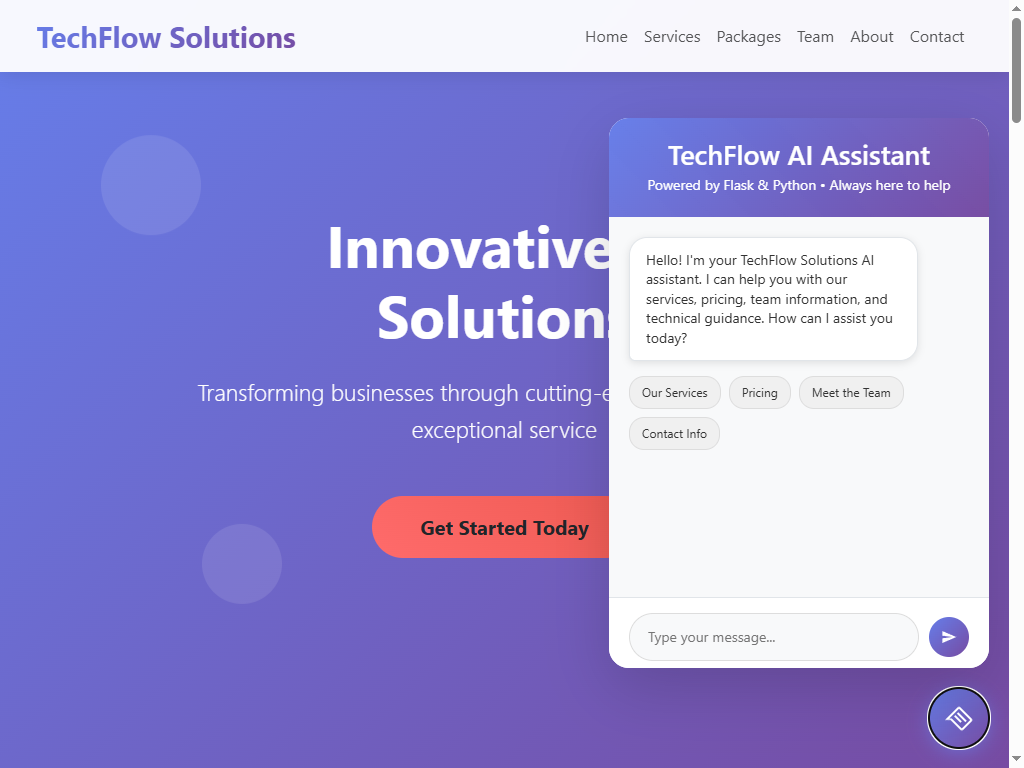 TechFlow Solutions
Home Services Packages Team About Contact
Innovative
Solutions
Transforming businesses through cutting-e
exceptional service
Get Started Today
TechFlow AI Assistant
Powered by Flask & Python • Always here to help
Hello! I'm your TechFlow Solutions AI
assistant. I can help you with our
services, pricing, team information, and
technical guidance. How can I assist you
today?
Our Services Pricing Meet the Team
Contact Info
Type your message...